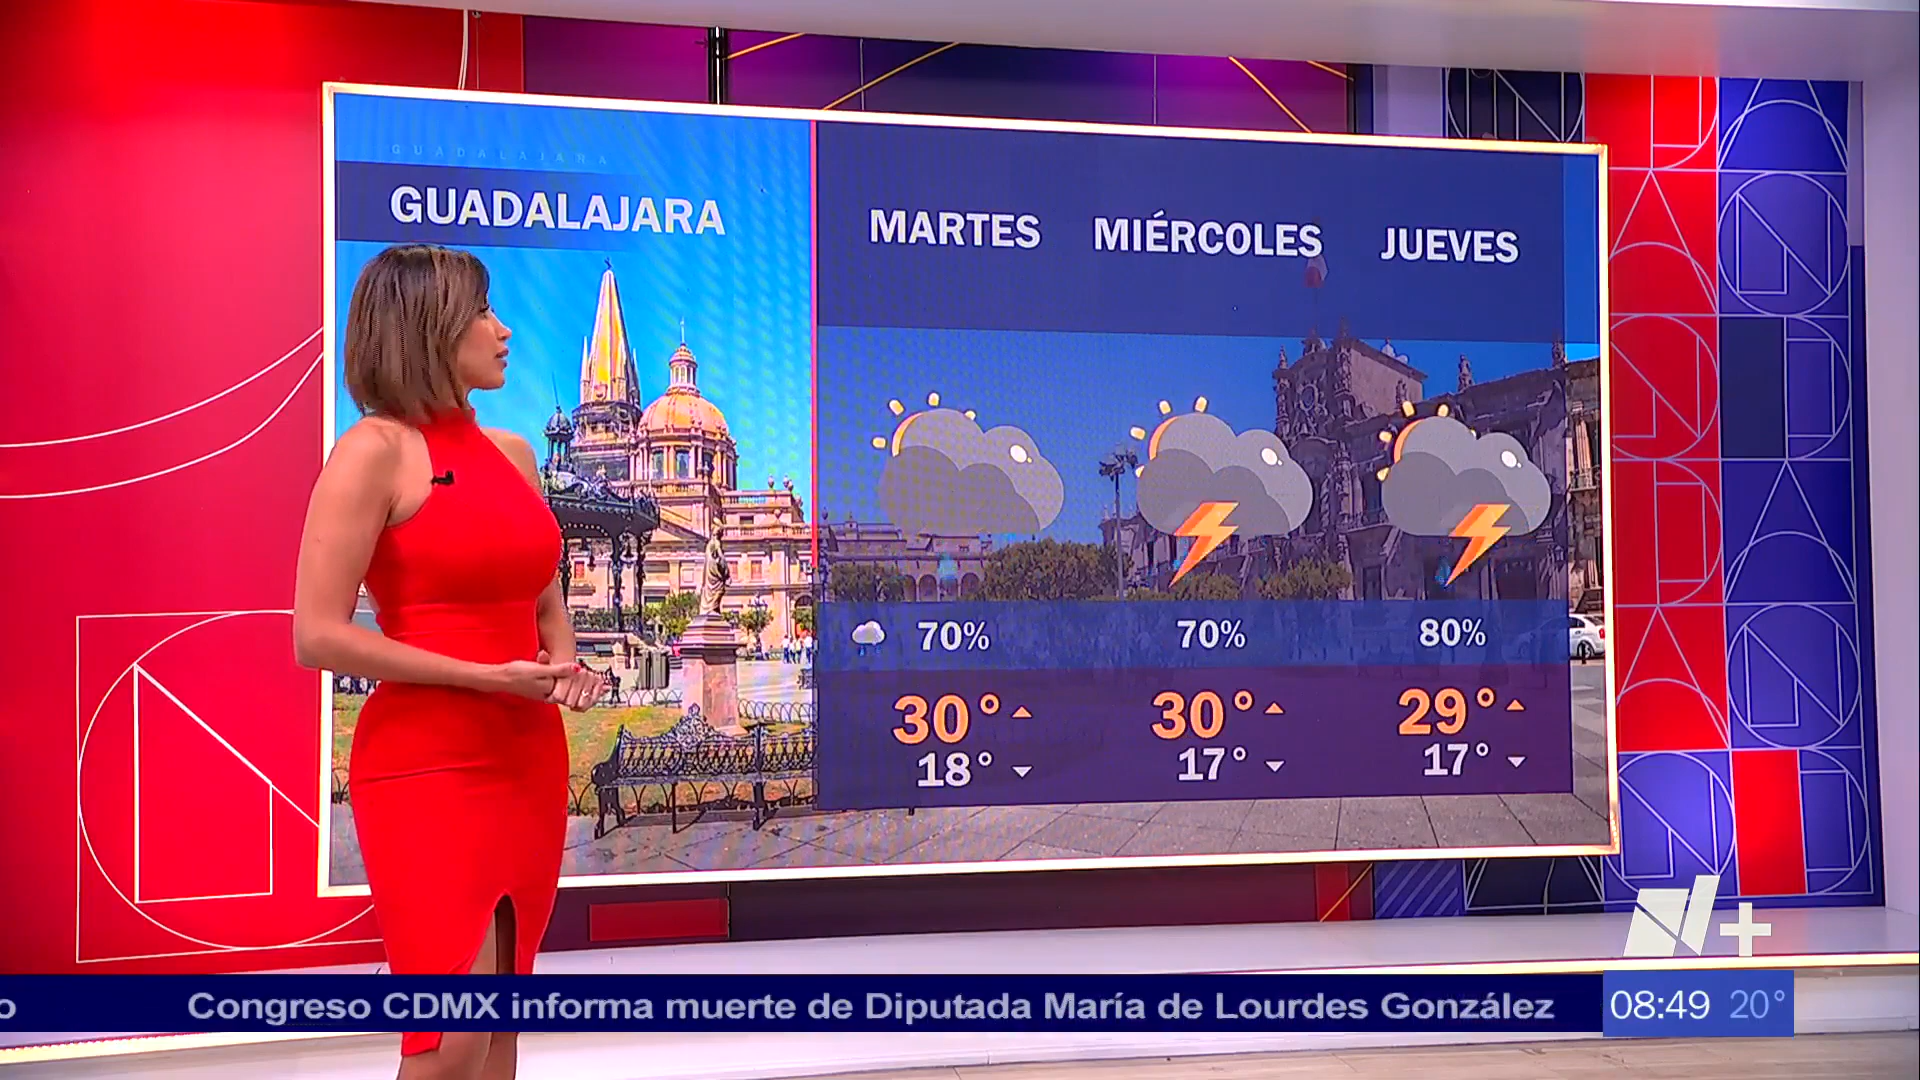 GUADALAJARA
GUADALAJARA
MARTES MIÉRCOLES JUEVES
70% 70% 80%
30° 30° 29°
18° 17° 17°
N+
o Congreso CDMX informa muerte de Diputada María de Lourdes González
08:49 20°